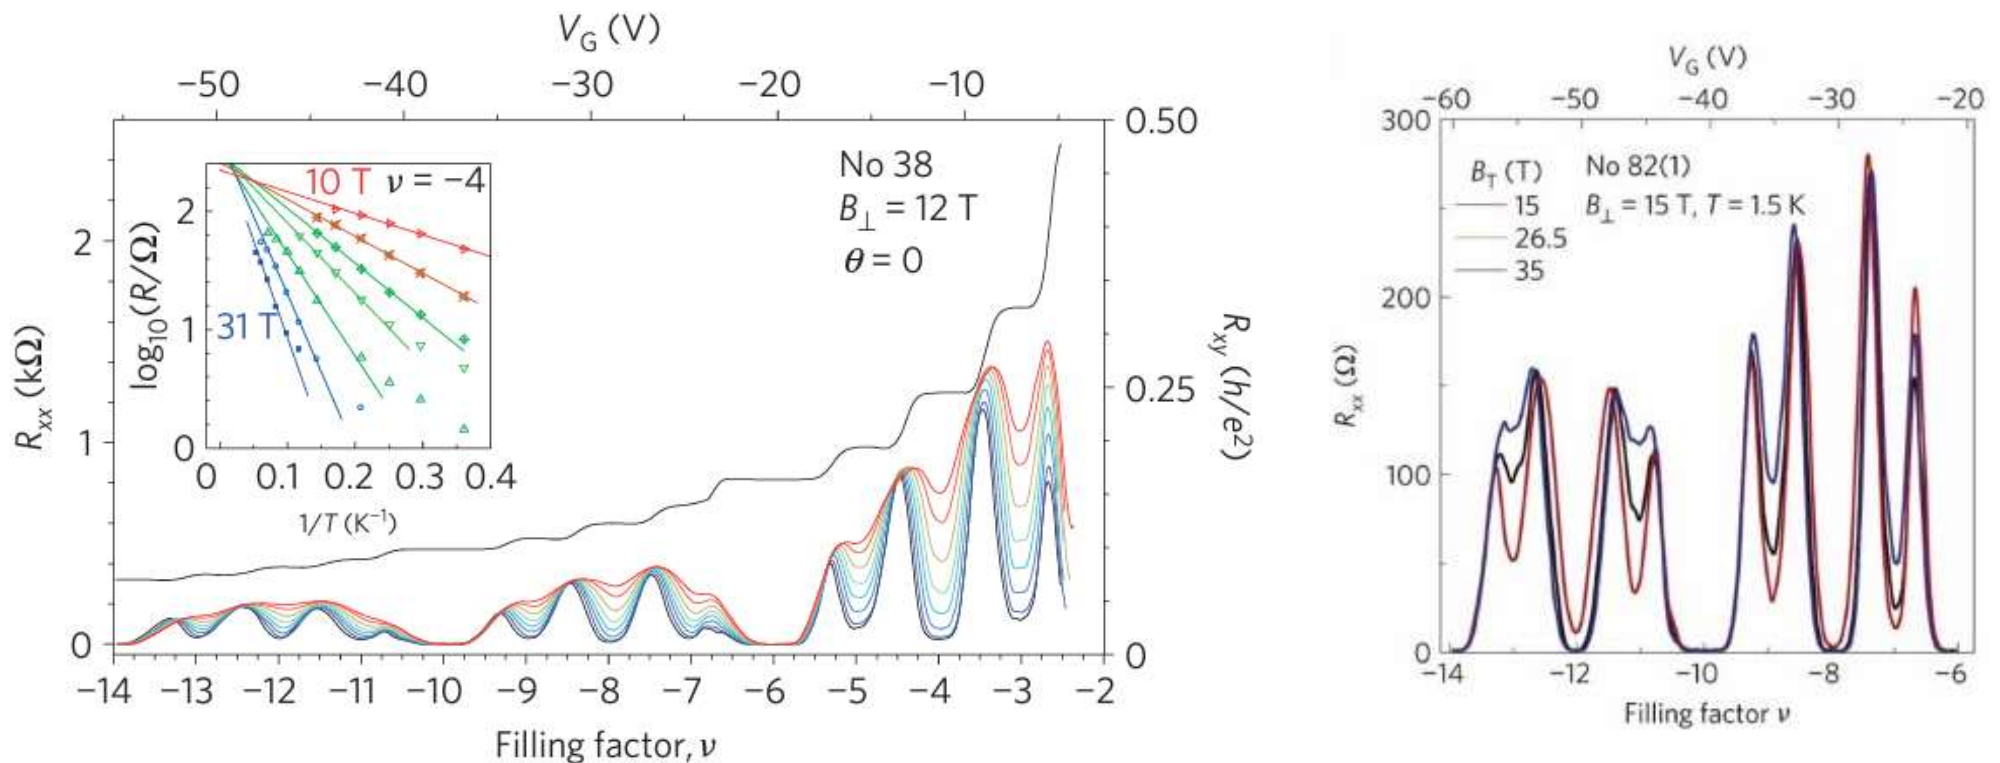 V_G (V)
−50 −40 −30 −20 −10
R_xx (kΩ)
2
1
0
0.50
0.25
0
R_xy (h/e²)
No 38
B_⊥ = 12 T
θ = 0
10 T ν = −4
31 T
log₁₀(R/Ω)
2
1
0
0 0.1 0.2 0.3 0.4
1/T (K⁻¹)
−14 −13 −12 −11 −10 −9 −8 −7 −6 −5 −4 −3 −2
Filling factor, ν
V_G (V)
−60 −50 −40 −30 −20
300
200
100
0
R_xx (Ω)
B_T (T)
15
26.5
35
No 82(1)
B_⊥ = 15 T, T = 1.5 K
−14 −12 −10 −8 −6
Filling factor ν